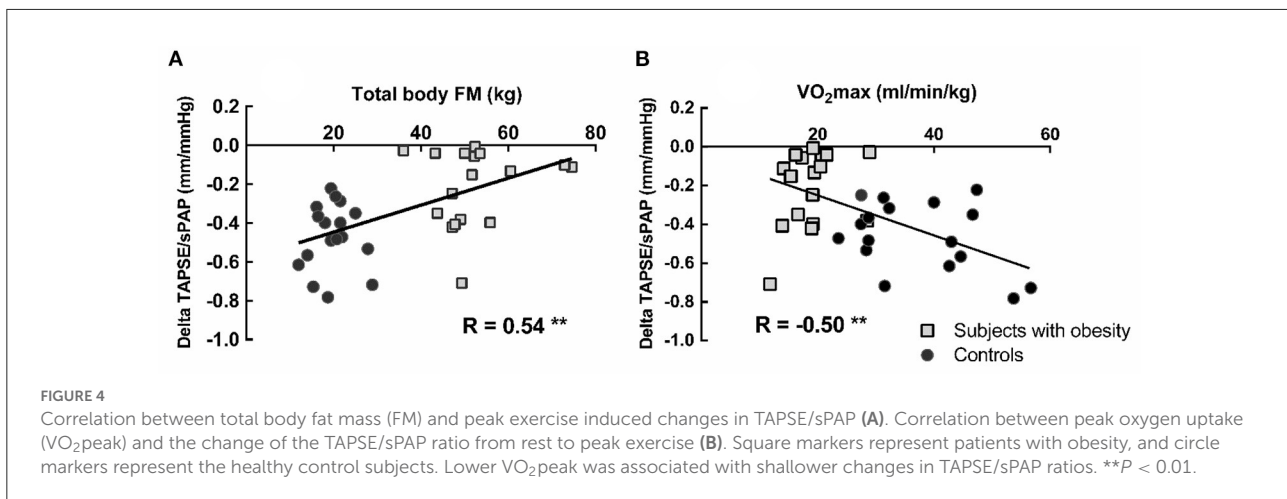 A
Total body FM (kg)
20 40 60 80
0.2
0.0
-0.2
-0.4
-0.6
-0.8
-1.0
Delta TAPSE/sPAP (mm/mmHg)
R = 0.54 **
B
VO₂max (ml/min/kg)
20 40 60
0.2
0.0
-0.2
-0.4
-0.6
-0.8
-1.0
Delta TAPSE/sPAP (mm/mmHg)
R = -0.50 **
Subjects with obesity
Controls
FIGURE 4
Correlation between total body fat mass (FM) and peak exercise induced changes in TAPSE/sPAP (A). Correlation between peak oxygen uptake
(VO₂peak) and the change of the TAPSE/sPAP ratio from rest to peak exercise (B). Square markers represent patients with obesity, and circle
markers represent the healthy control subjects. Lower VO₂peak was associated with shallower changes in TAPSE/sPAP ratios. **P < 0.01.